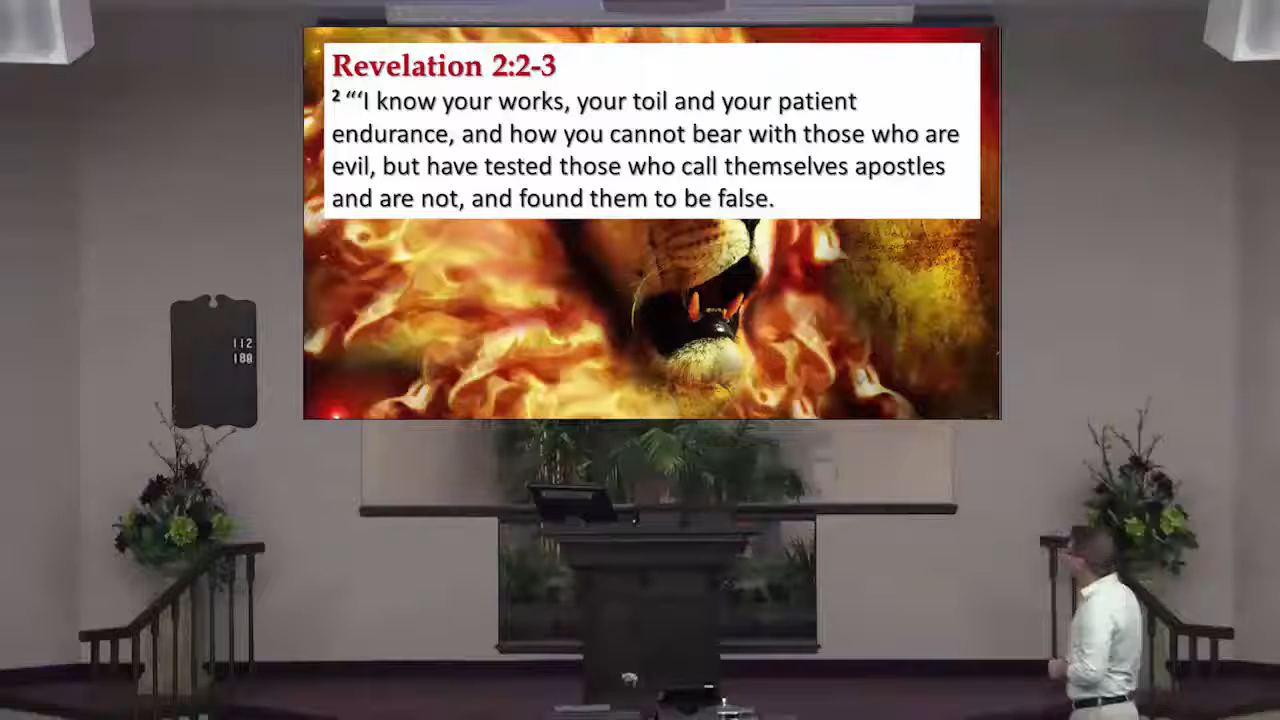 Revelation 2:2-3
2 “‘I know your works, your toil and your patient
endurance, and how you cannot bear with those who are
evil, but have tested those who call themselves apostles
and are not, and found them to be false.
112
188